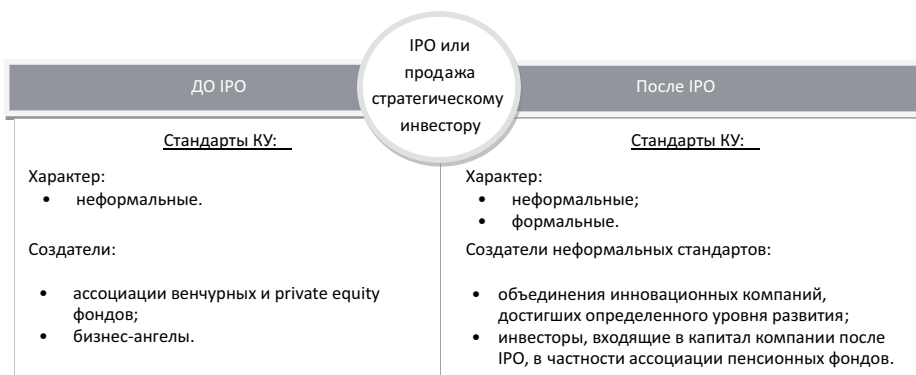 IPO или
продажа
стратегическому
инвестору
ДО IPO
После IPO
Стандарты КУ:
Характер:
• неформальные.
Создатели:
• ассоциации венчурных и private equity
фондов;
• бизнес-ангелы.
Стандарты КУ:
Характер:
• неформальные;
• формальные.
Создатели неформальных стандартов:
• объединения инновационных компаний,
достигших определенного уровня развития;
• инвесторы, входящие в капитал компании после
IPO, в частности ассоциации пенсионных фондов.